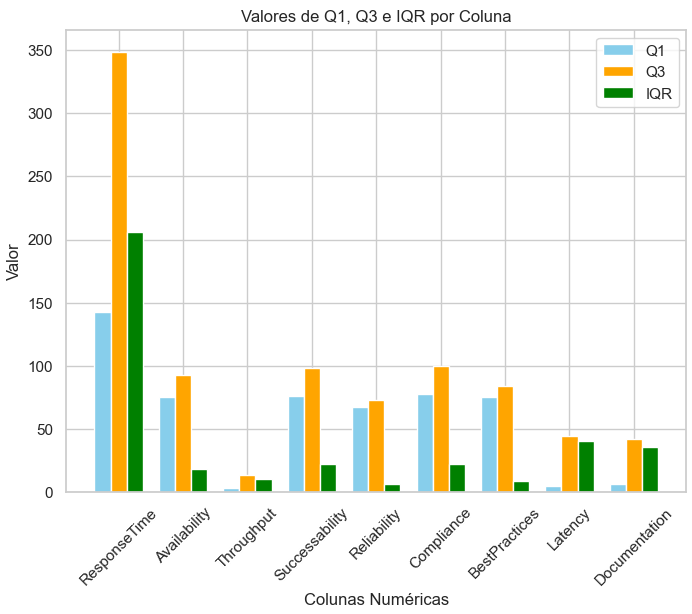 Valores de Q1, Q3 e IQR por Coluna
Q1
Q3
IQR
Valor
350
300
250
200
150
100
50
0
ResponseTime
Availability
Throughput
Successability
Reliability
Compliance
BestPractices
Latency
Documentation
Colunas Numéricas